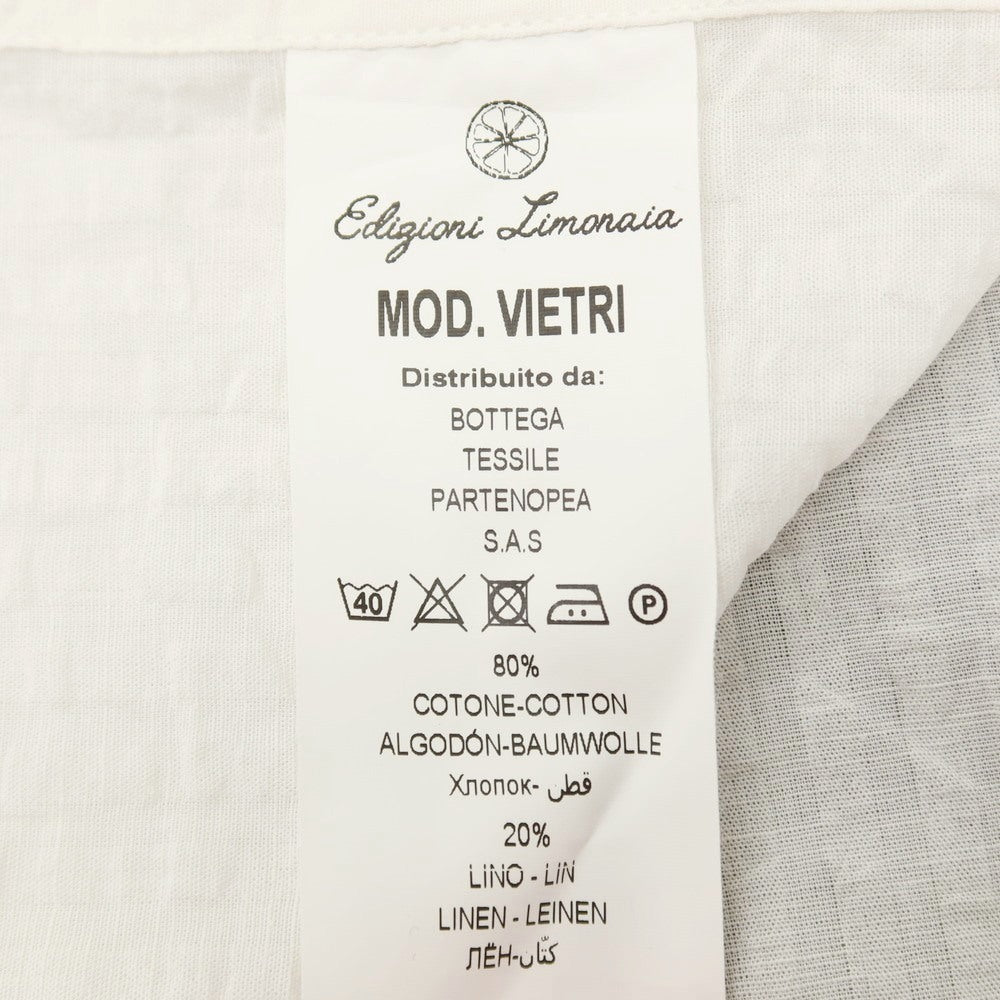 Edizioni Limonaia
MOD. VIETRI
Distribuito da:
BOTTEGA
TESSILE
PARTENOPEA
S.A.S
40 P
80%
COTONE-COTTON
ALGODÓN-BAUMWOLLE
Хлопок- قطن
20%
LINO - LIN
LINEN - LEINEN
ЛЁН-كتّان